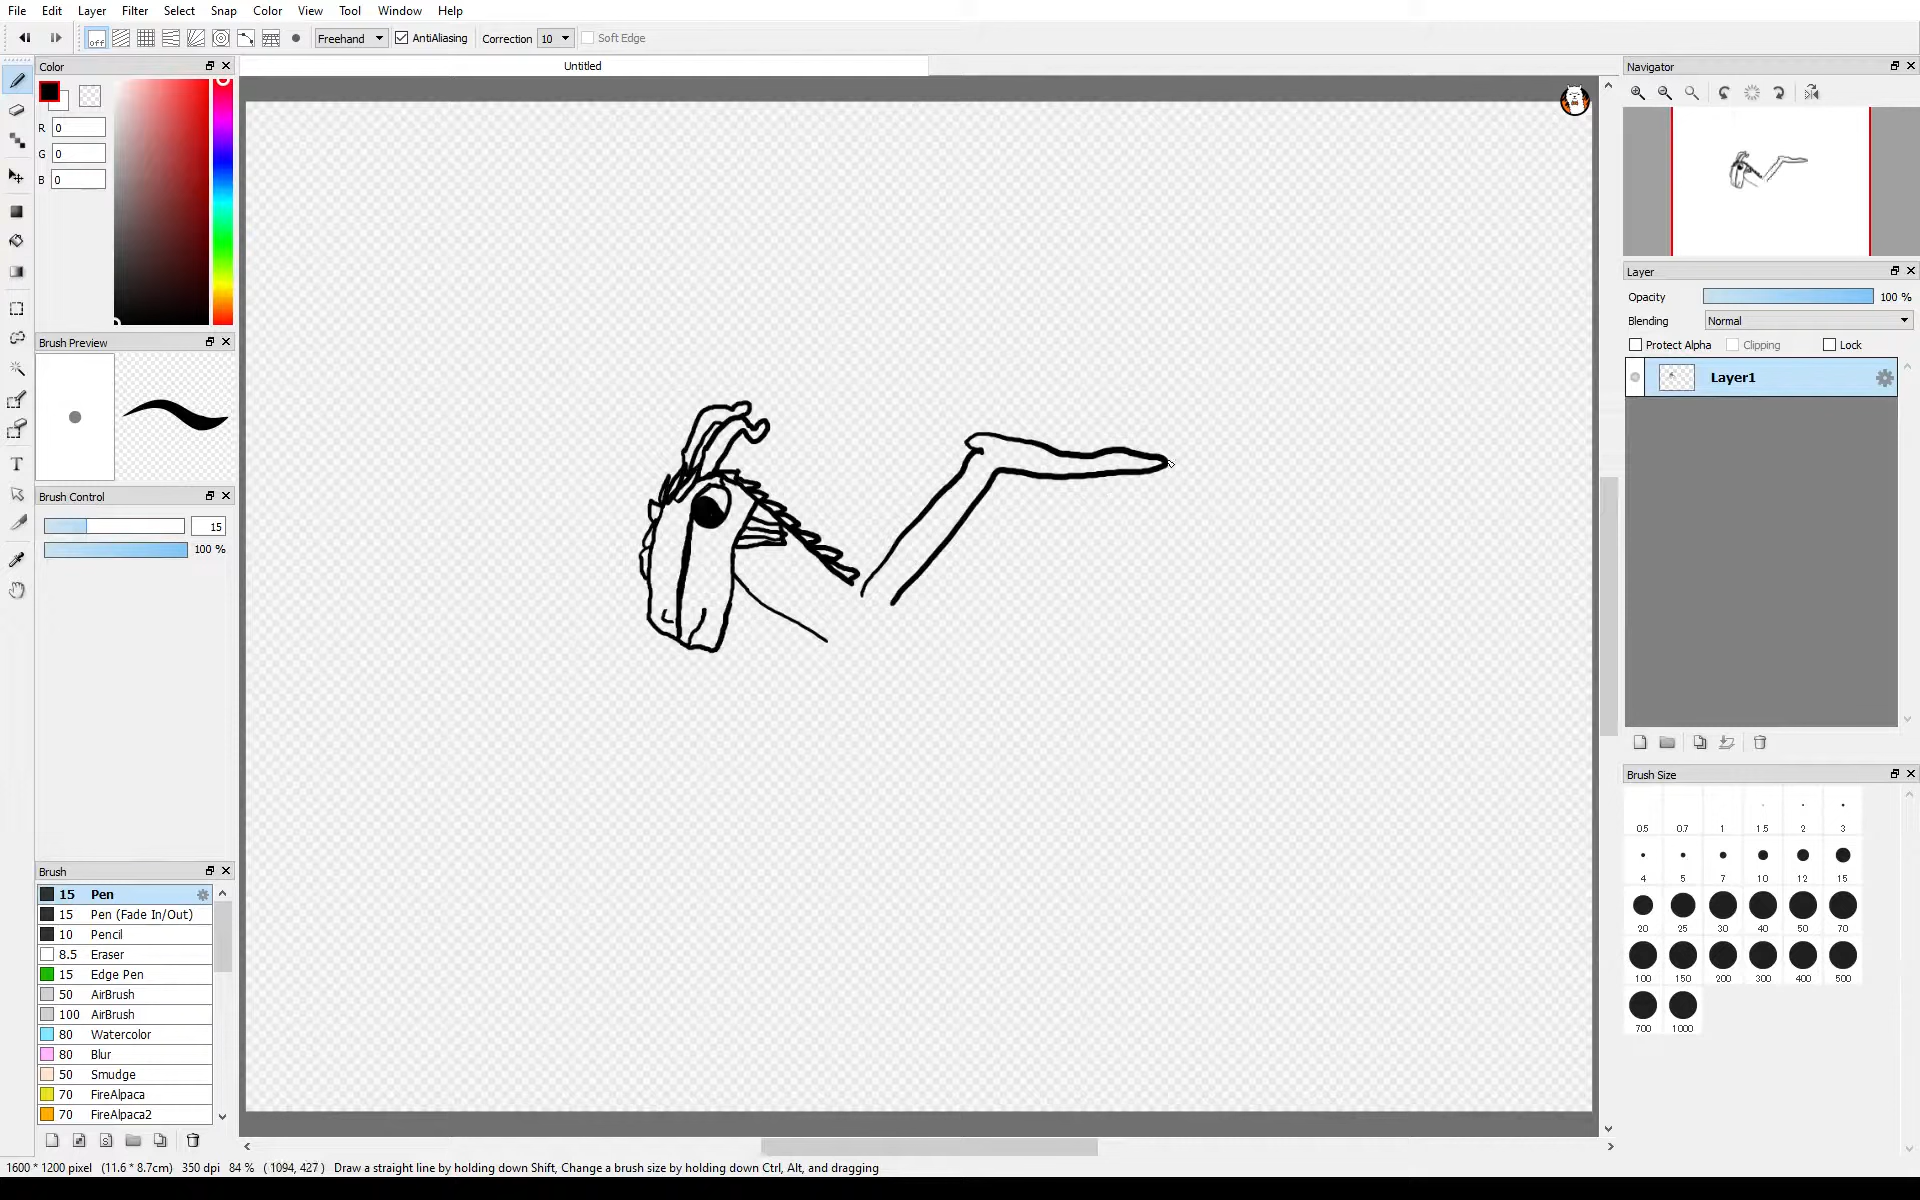 File Edit Layer Filter Select Snap Color View Tool Window Help
off Freehand AntiAliasing Correction 10 Soft Edge
Color
R 0
G 0
B 0
Brush Preview
Brush Control
15
100 %
Brush
15 Pen
15 Pen (Fade In/Out)
10 Pencil
8.5 Eraser
15 Edge Pen
50 AirBrush
100 AirBrush
80 Watercolor
80 Blur
50 Smudge
70 FireAlpaca
70 FireAlpaca2
Untitled
Navigator
Layer
Opacity 100 %
Blending Normal
Protect Alpha Clipping Lock
Layer1
Brush Size
0.5 0.7 1 1.5 2 3
4 5 7 10 12 15
20 25 30 40 50 70
100 150 200 300 400 500
700 1000
1600 * 1200 pixel (11.6 * 8.7cm) 350 dpi 84 % ( 1094, 427 ) Draw a straight line by holding down Shift, Change a brush size by holding down Ctrl, Alt, and dragging